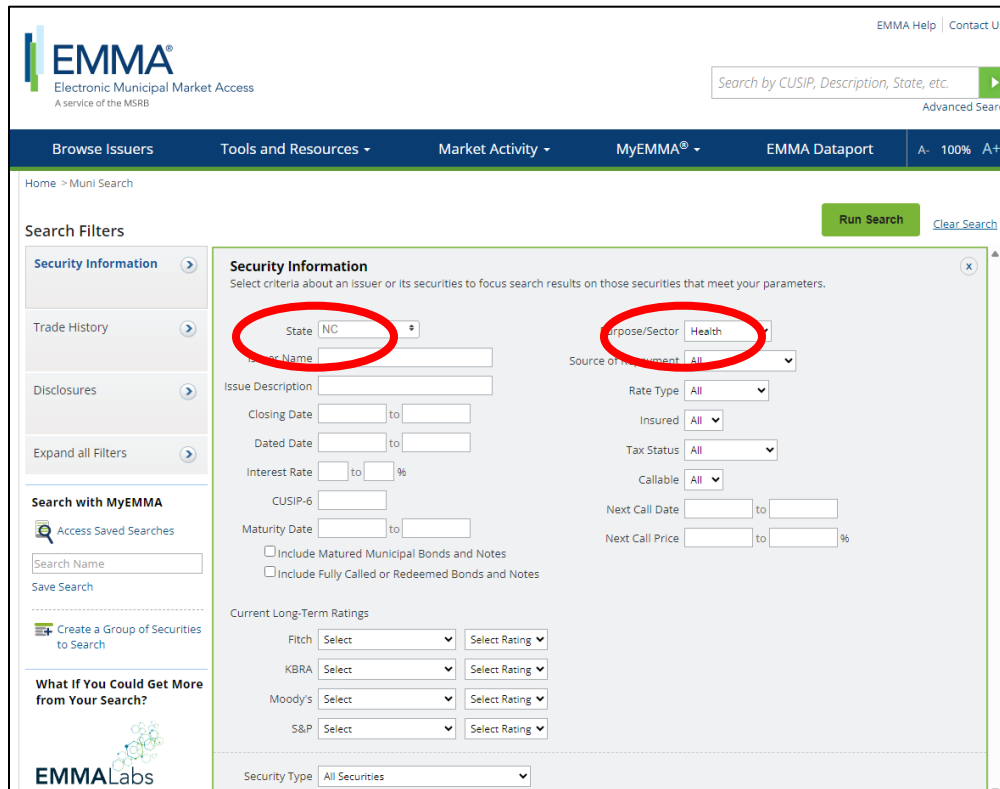 EMMA Help Contact U
EMMA®
Electronic Municipal Market Access
A service of the MSRB
Search by CUSIP, Description, State, etc.
Advanced Sear
Browse Issuers Tools and Resources Market Activity MyEMMA® EMMA Dataport A- 100% A+
Home > Muni Search
Run Search Clear Search
Search Filters
Security Information
Trade History
Disclosures
Expand all Filters
Search with MyEMMA
Access Saved Searches
Search Name
Save Search
Create a Group of Securities
to Search
What If You Could Get More
from Your Search?
EMMALabs
Security Information
x
Select criteria about an issuer or its securities to focus search results on those securities that meet your parameters.
State NC
Issuer Name
Issue Description
Closing Date to
Dated Date to
Interest Rate to %
CUSIP-6
Maturity Date to
Include Matured Municipal Bonds and Notes
Include Fully Called or Redeemed Bonds and Notes
Purpose/Sector Health
Source of Repayment All
Rate Type All
Insured All
Tax Status All
Callable All
Next Call Date to
Next Call Price to %
Current Long-Term Ratings
Fitch Select Select Rating
KBRA Select Select Rating
Moody's Select Select Rating
S&P Select Select Rating
Security Type All Securities